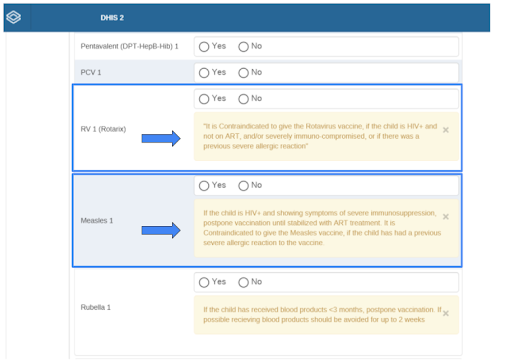 DHIS 2
Pentavalent (DPT-HepB-Hib) 1
Yes No
PCV 1
Yes No
Yes No
RV 1 (Rotarix)
"It is Contraindicated to give the Rotavirus vaccine, if the child is HIV+ and
not on ART, and/or severely immuno-compromised, or if there was a
previous severe allergic reaction"
Yes No
Measles 1
If the child is HIV+ and showing symptoms of severe immunosuppression,
postpone vaccination until stabilized with ART treatment. It is
Contraindicated to give the Measles vaccine, if the child has had a previous
severe allergic reaction to the vaccine.
Yes No
Rubella 1
If the child has received blood products <3 months, postpone vaccination. If
possible recieving blood products should be avoided for up to 2 weeks